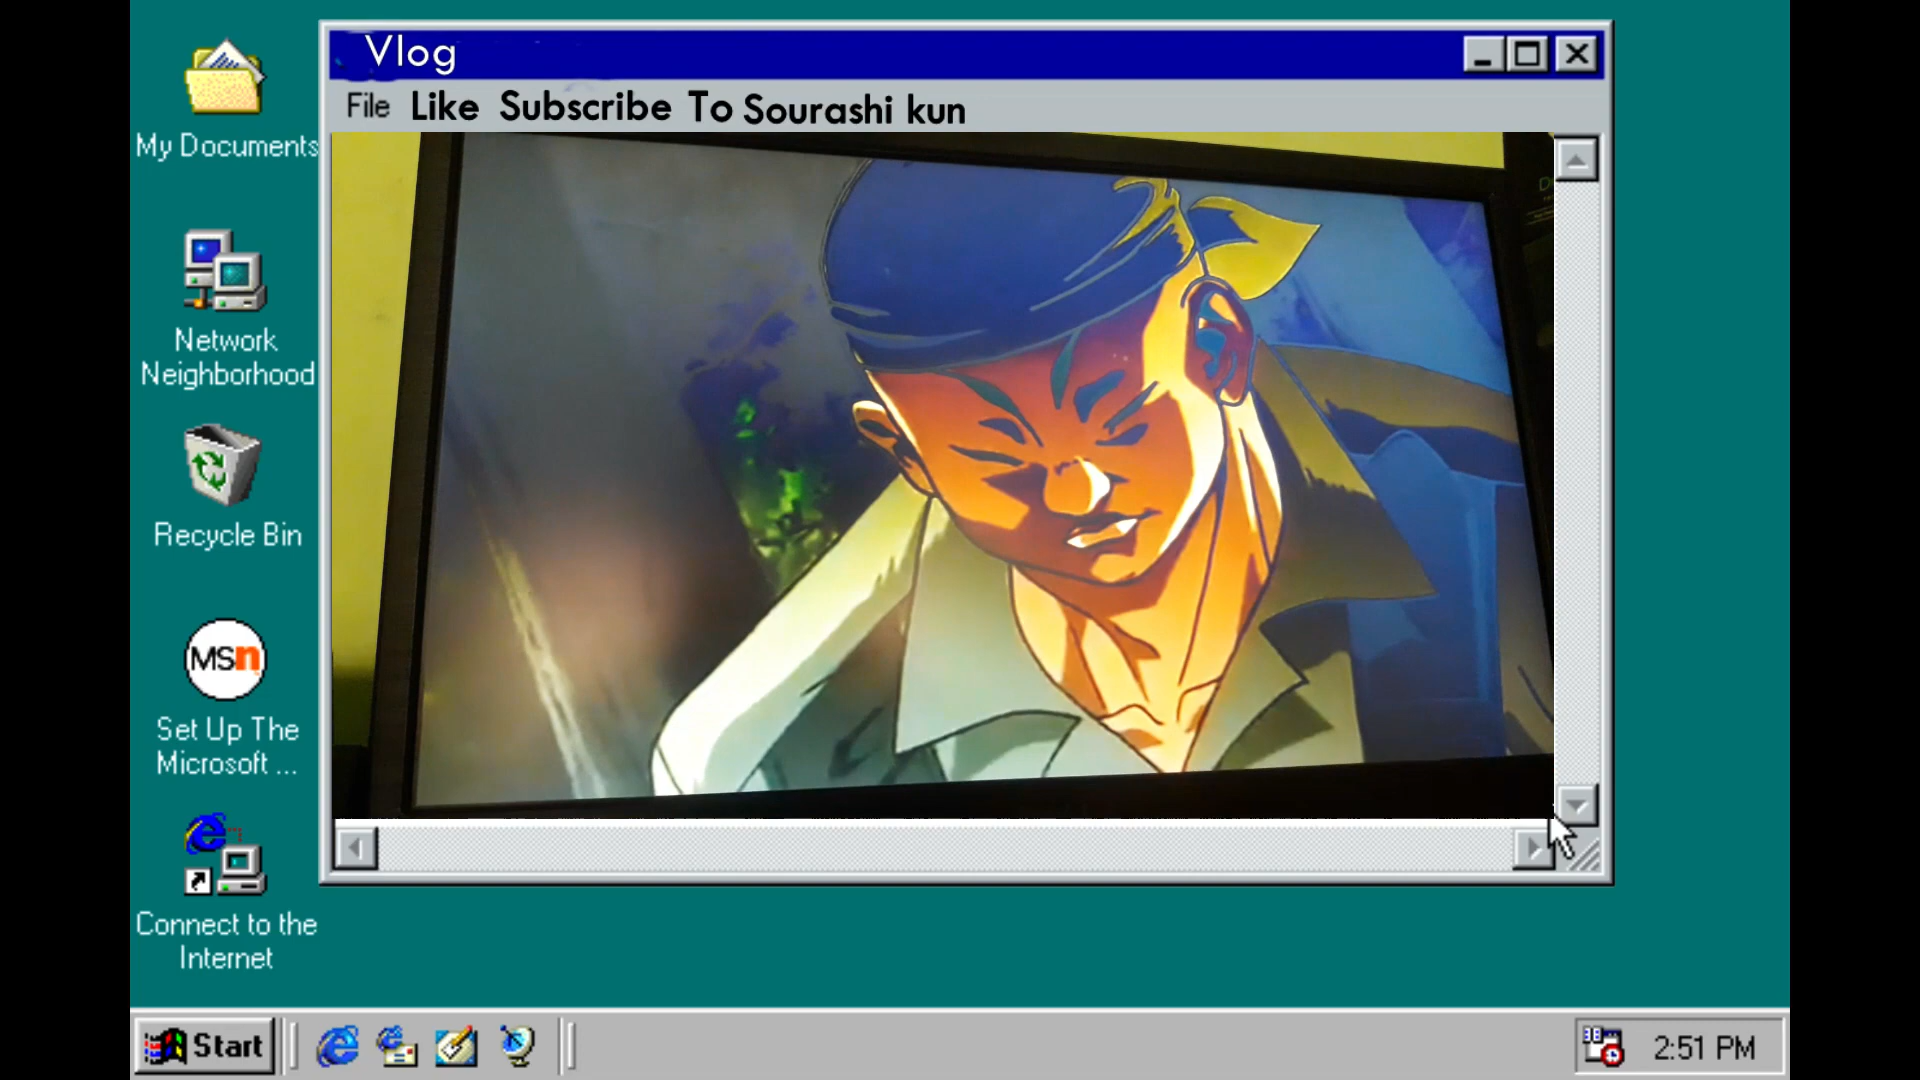 Vlog
File Like Subscribe To Sourashi kun
My Documents
Network
Neighborhood
Recycle Bin
MSn
Set Up The
Microsoft ...
Connect to the
Internet
Start
2:51 PM